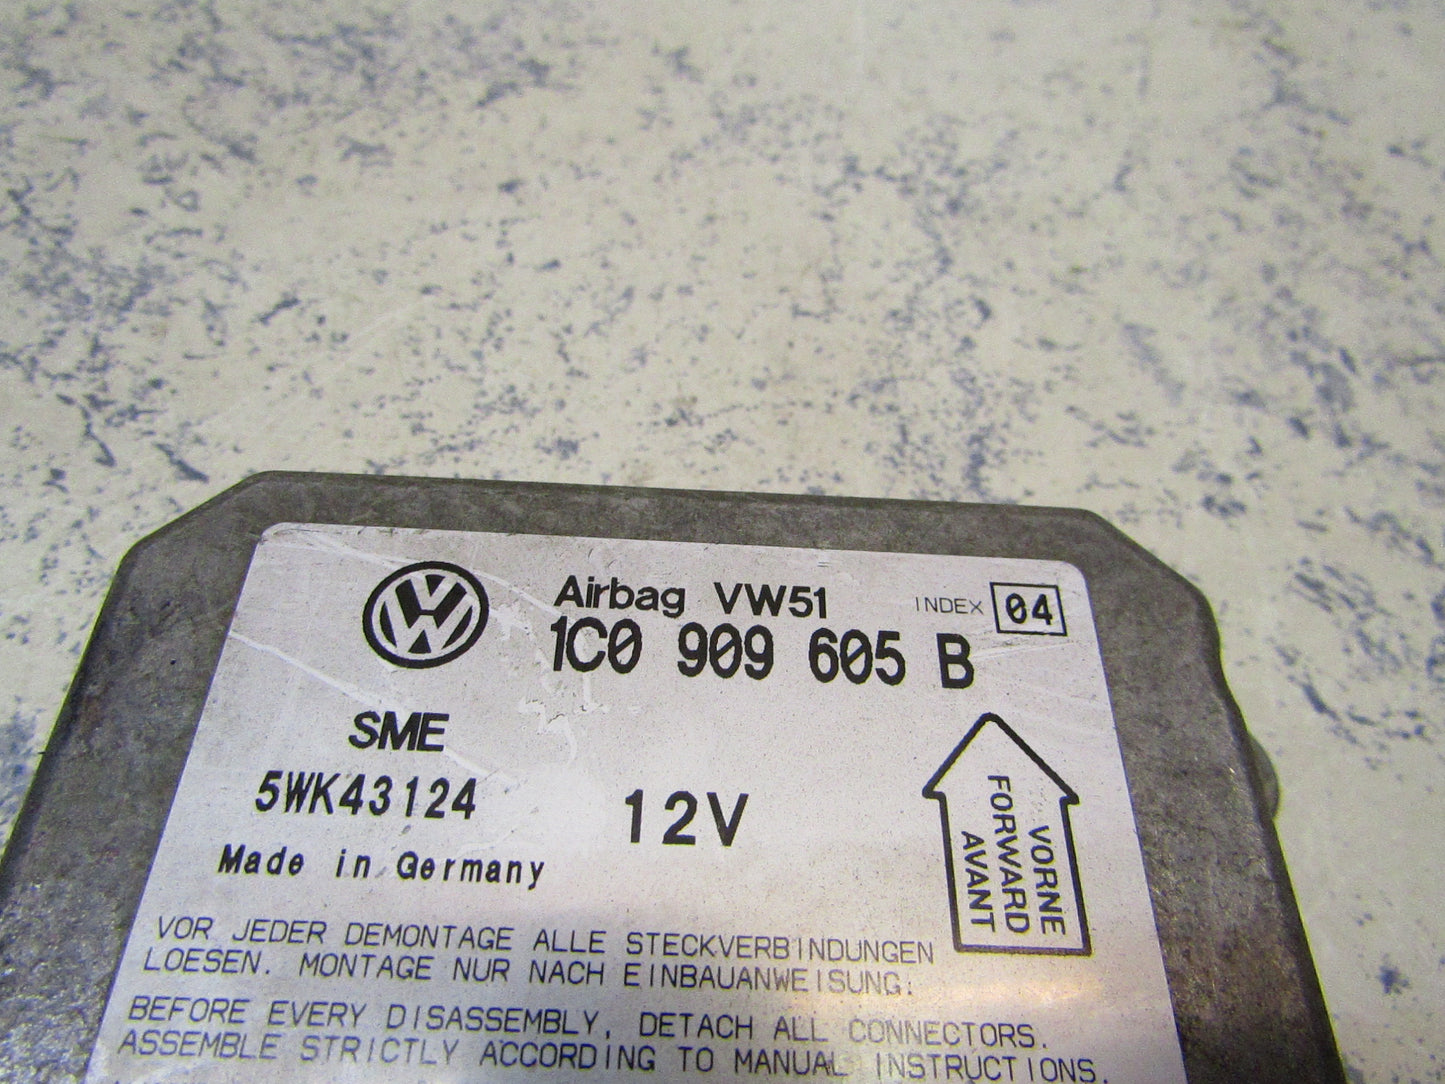 Airbag VW51 INDEX 04
1C0 909 605 B
SME
5WK43124 12V
Made in Germany
VORNE
FORWARD
AVANT
VOR JEDER DEMONTAGE ALLE STECKVERBINDUNGEN
LOESEN. MONTAGE NUR NACH EINBAUANWEISUNG:
BEFORE EVERY DISASSEMBLY, DETACH ALL CONNECTORS.
ASSEMBLE STRICTLY ACCORDING TO MANUAL INSTRUCTIONS.